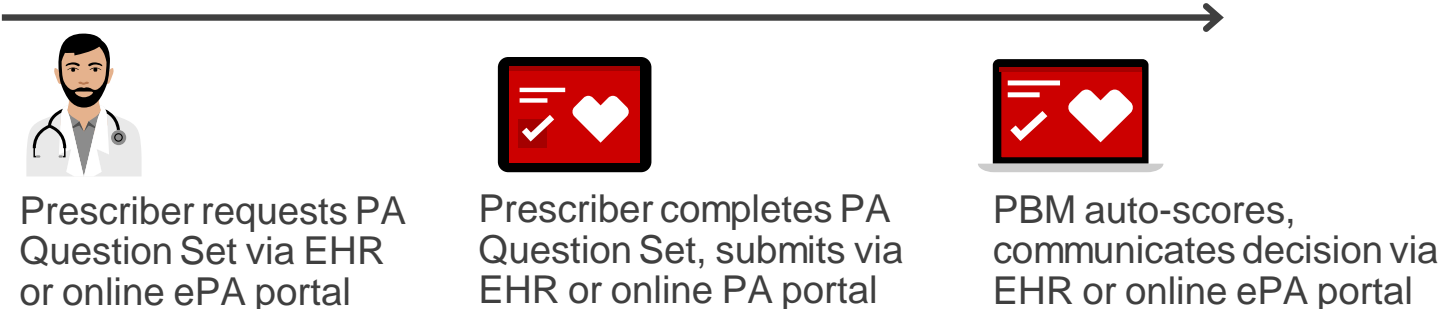 Prescriber requests PA
Question Set via EHR
or online ePA portal
Prescriber completes PA
Question Set, submits via
EHR or online PA portal
PBM auto-scores,
communicates decision via
EHR or online ePA portal